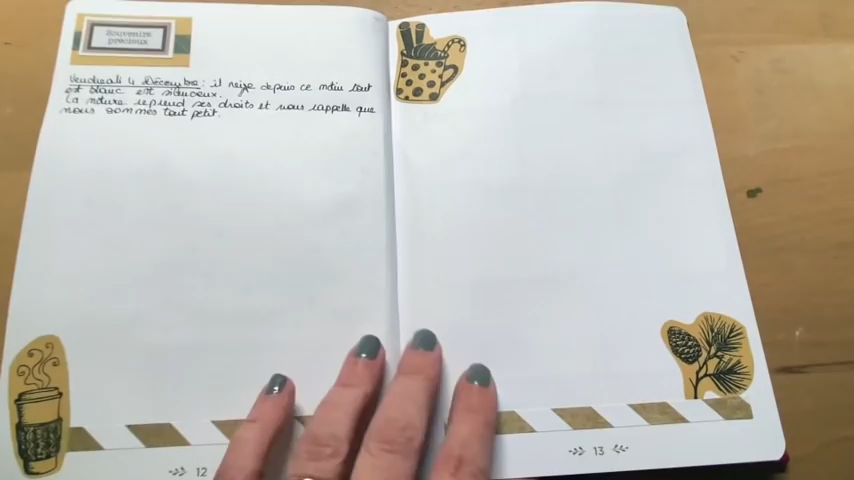 Souvenirs
précieux
Vendredi 4 Décembre : il neige depuis ce matin tout
est blanc est silencieux.
La nature reprend ses droits et nous rappelle que
nous sommes tout petit.
12
13